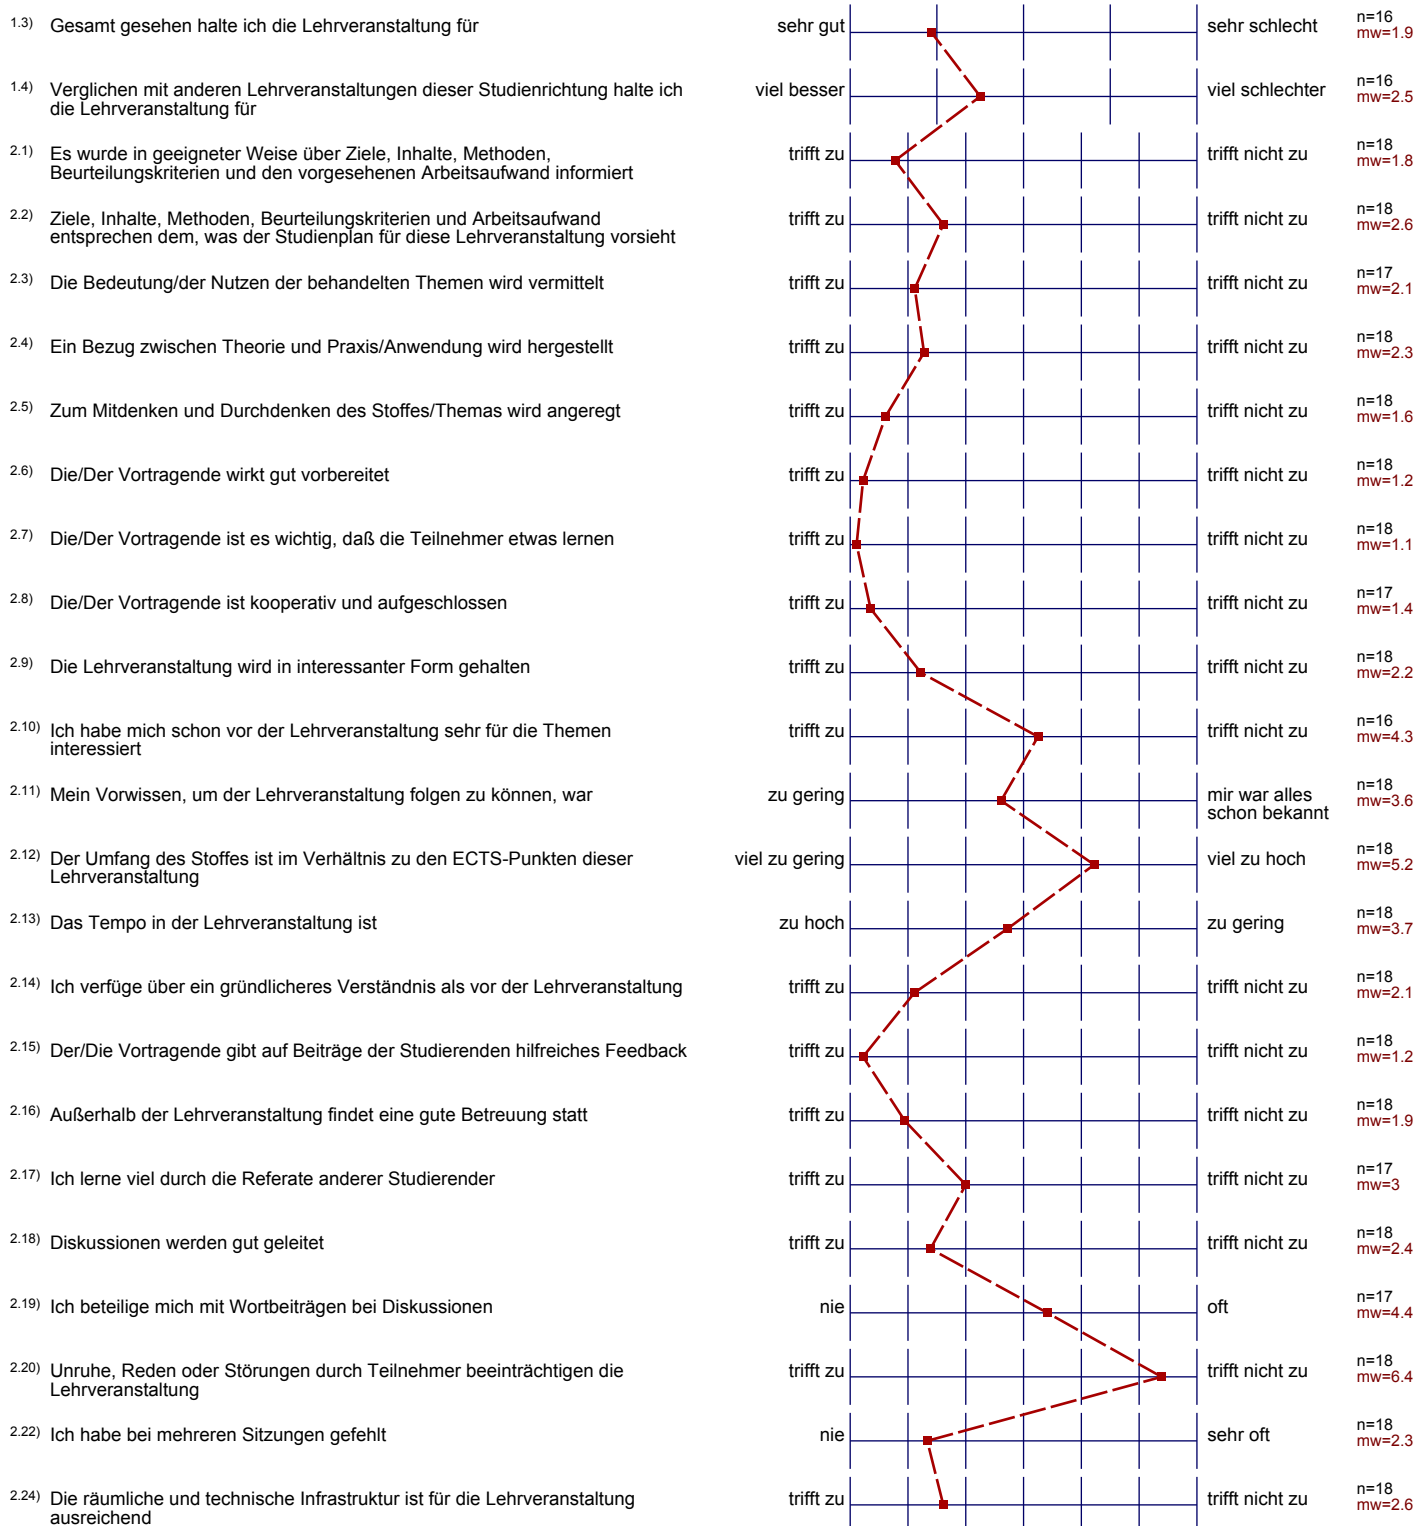 1.3) Gesamt gesehen halte ich die Lehrveranstaltung für sehr gut sehr schlecht n=16
mw=1.9
1.4) Verglichen mit anderen Lehrveranstaltungen dieser Studienrichtung halte ich viel besser viel schlechter n=16
die Lehrveranstaltung für mw=2.5
2.1) Es wurde in geeigneter Weise über Ziele, Inhalte, Methoden, trifft zu trifft nicht zu n=18
Beurteilungskriterien und den vorgesehenen Arbeitsaufwand informiert mw=1.8
2.2) Ziele, Inhalte, Methoden, Beurteilungskriterien und Arbeitsaufwand trifft zu trifft nicht zu n=18
entsprechen dem, was der Studienplan für diese Lehrveranstaltung vorsieht mw=2.6
2.3) Die Bedeutung/der Nutzen der behandelten Themen wird vermittelt trifft zu trifft nicht zu n=17
mw=2.1
2.4) Ein Bezug zwischen Theorie und Praxis/Anwendung wird hergestellt trifft zu trifft nicht zu n=18
mw=2.3
2.5) Zum Mitdenken und Durchdenken des Stoffes/Themas wird angeregt trifft zu trifft nicht zu n=18
mw=1.6
2.6) Die/Der Vortragende wirkt gut vorbereitet trifft zu trifft nicht zu n=18
mw=1.2
2.7) Die/Der Vortragende ist es wichtig, daß die Teilnehmer etwas lernen trifft zu trifft nicht zu n=18
mw=1.1
2.8) Die/Der Vortragende ist kooperativ und aufgeschlossen trifft zu trifft nicht zu n=17
mw=1.4
2.9) Die Lehrveranstaltung wird in interessanter Form gehalten trifft zu trifft nicht zu n=18
mw=2.2
2.10) Ich habe mich schon vor der Lehrveranstaltung sehr für die Themen trifft zu trifft nicht zu n=16
interessiert mw=4.3
2.11) Mein Vorwissen, um der Lehrveranstaltung folgen zu können, war zu gering mir war alles n=18
schon bekannt mw=3.6
2.12) Der Umfang des Stoffes ist im Verhältnis zu den ECTS-Punkten dieser viel zu gering viel zu hoch n=18
Lehrveranstaltung mw=5.2
2.13) Das Tempo in der Lehrveranstaltung ist zu hoch zu gering n=18
mw=3.7
2.14) Ich verfüge über ein gründlicheres Verständnis als vor der Lehrveranstaltung trifft zu trifft nicht zu n=18
mw=2.1
2.15) Der/Die Vortragende gibt auf Beiträge der Studierenden hilfreiches Feedback trifft zu trifft nicht zu n=18
mw=1.2
2.16) Außerhalb der Lehrveranstaltung findet eine gute Betreuung statt trifft zu trifft nicht zu n=18
mw=1.9
2.17) Ich lerne viel durch die Referate anderer Studierender trifft zu trifft nicht zu n=17
mw=3
2.18) Diskussionen werden gut geleitet trifft zu trifft nicht zu n=18
mw=2.4
2.19) Ich beteilige mich mit Wortbeiträgen bei Diskussionen nie oft n=17
mw=4.4
2.20) Unruhe, Reden oder Störungen durch Teilnehmer beeinträchtigen die trifft zu trifft nicht zu n=18
Lehrveranstaltung mw=6.4
2.22) Ich habe bei mehreren Sitzungen gefehlt nie sehr oft n=18
mw=2.3
2.24) Die räumliche und technische Infrastruktur ist für die Lehrveranstaltung trifft zu trifft nicht zu n=18
ausreichend mw=2.6